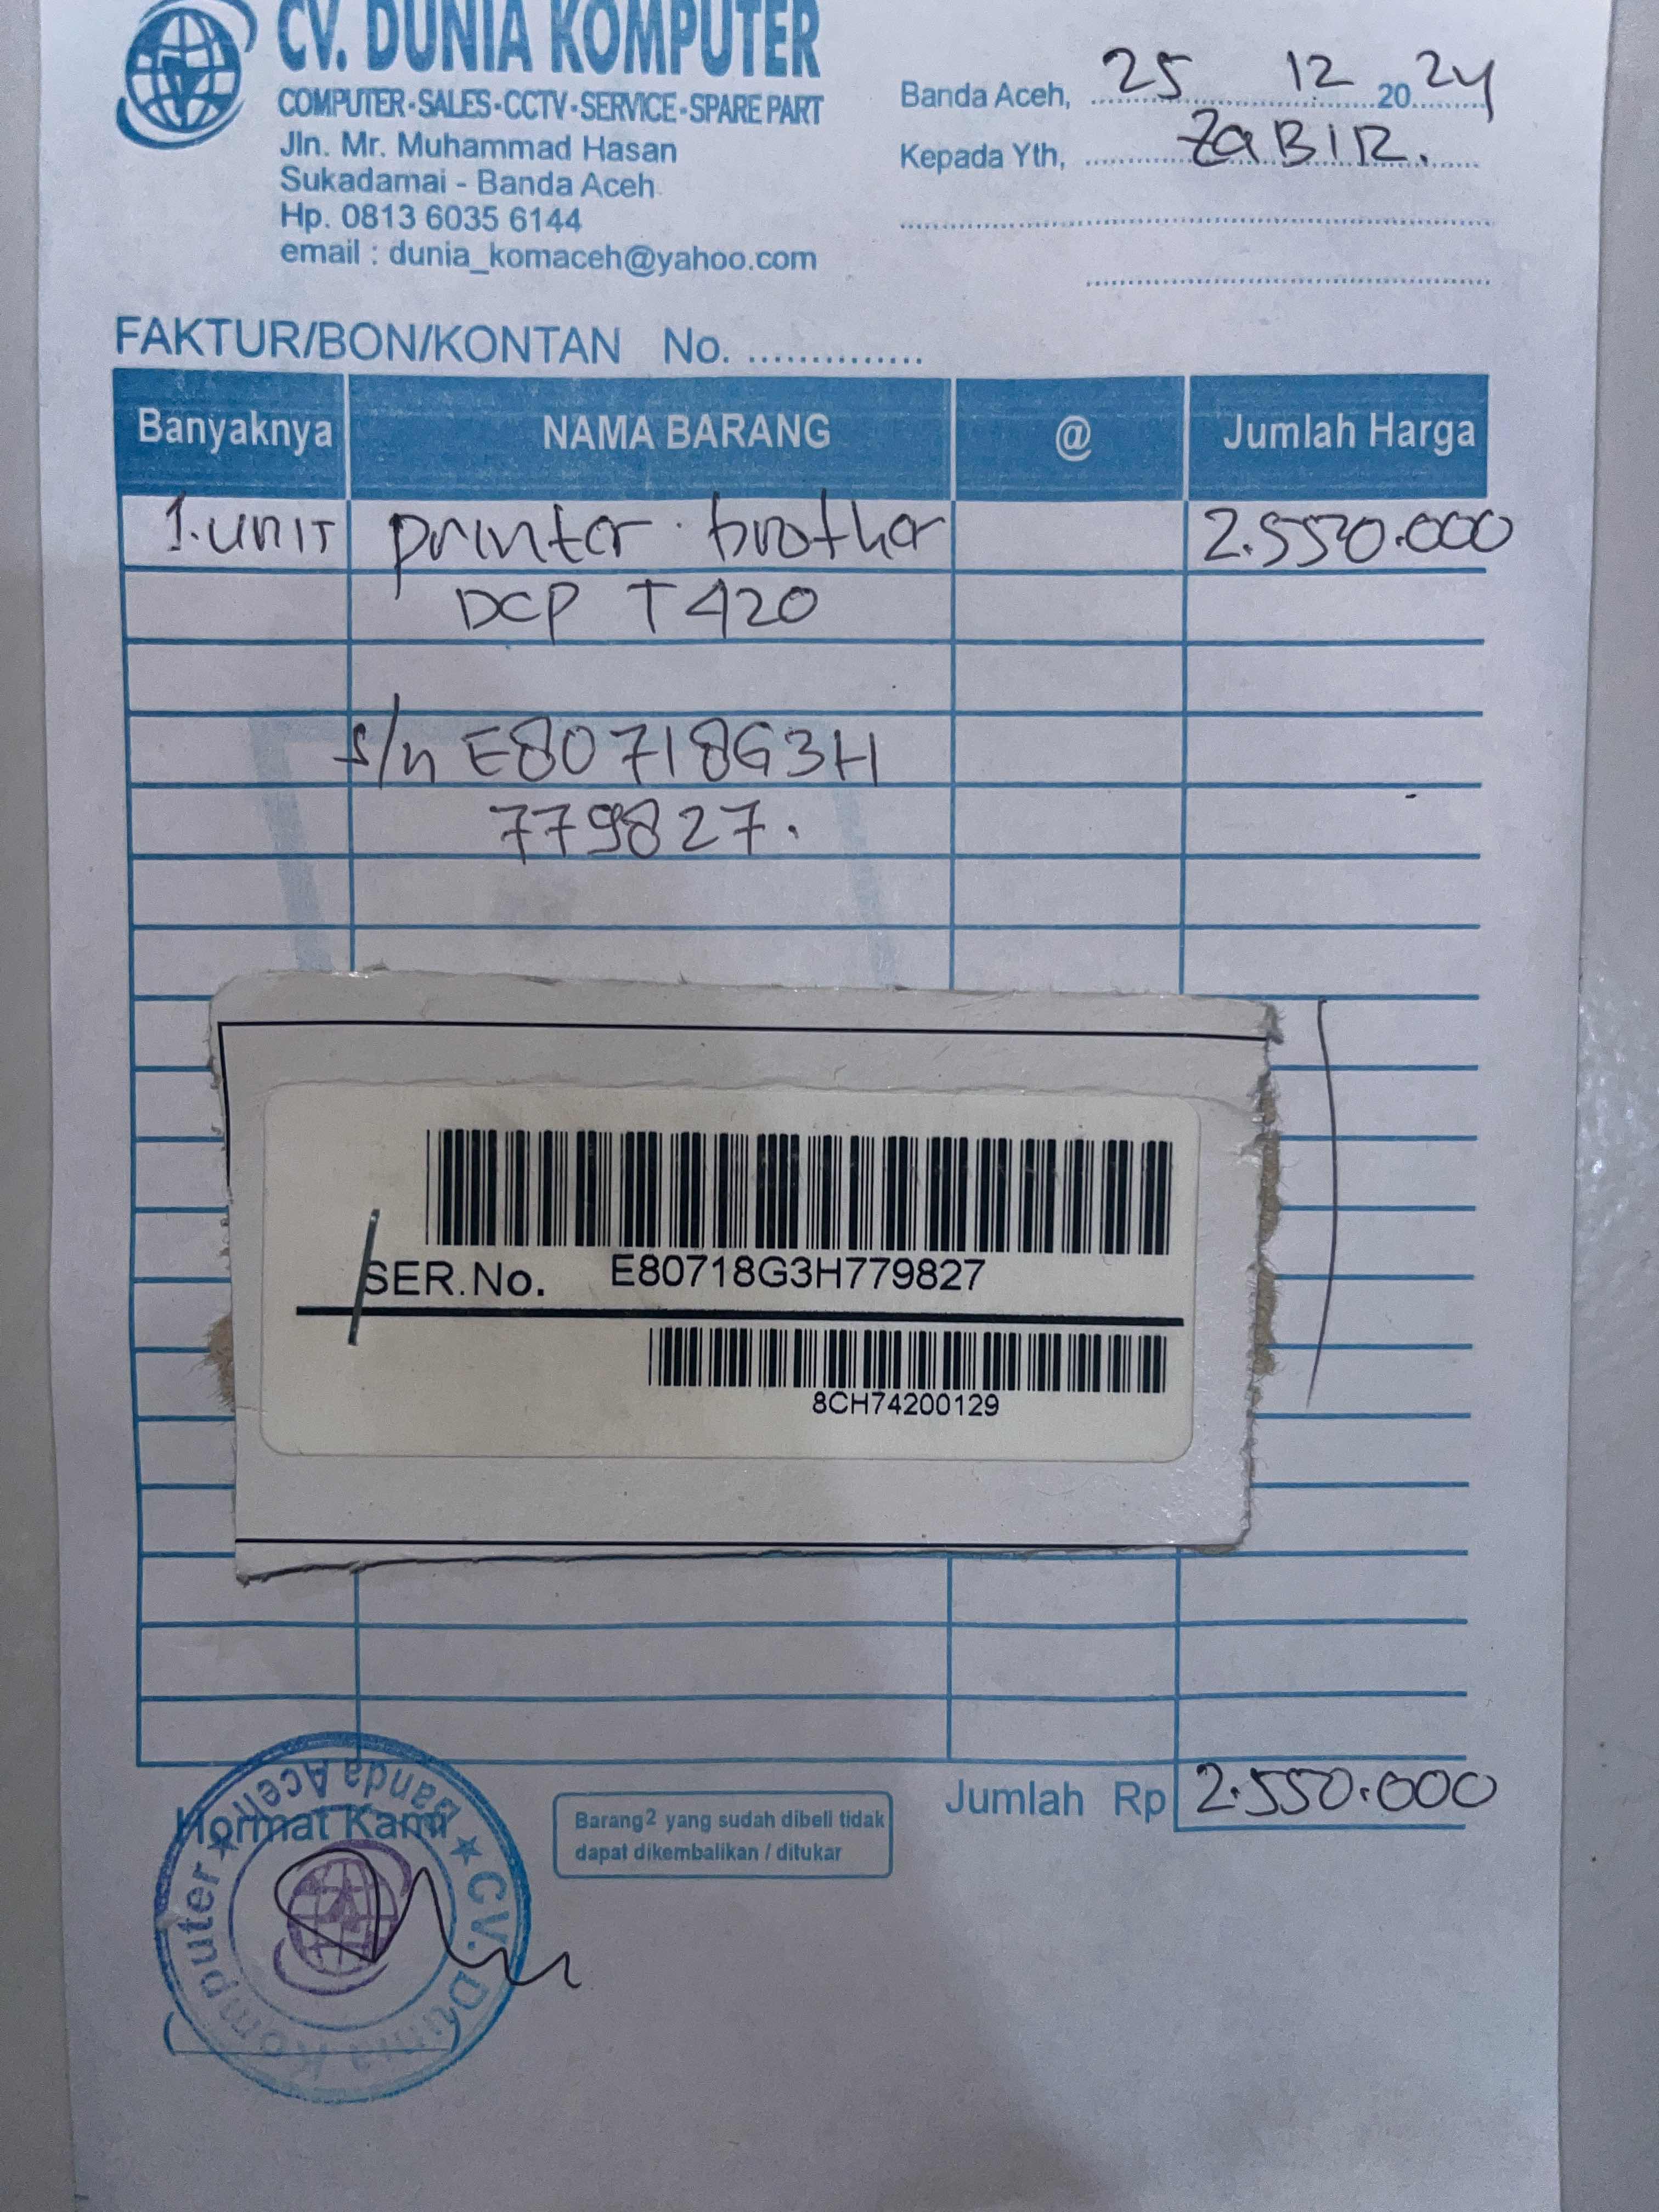 CV. DUNIA KOMPUTER
COMPUTER-SALES-CCTV-SERVICE-SPARE PART
Jln. Mr. Muhammad Hasan
Sukadamai - Banda Aceh
Hp. 0813 6035 6144
email : dunia_komaceh@yahoo.com
Banda Aceh, 25 12 2024
Kepada Yth, ZaBIR.
FAKTUR/BON/KONTAN No. ..............
Banyaknya NAMA BARANG @ Jumlah Harga
1.unit printer brother 2.550.000
DCP T420
s/n E80718G3H
779827.
SER.No. E80718G3H779827
8CH74200129
Jumlah Rp 2.550.000
Barang2 yang sudah dibeli tidak
dapat dikembalikan / ditukar
Hormat Kami
★ CV. Dunia Komputer ★ Banda Aceh